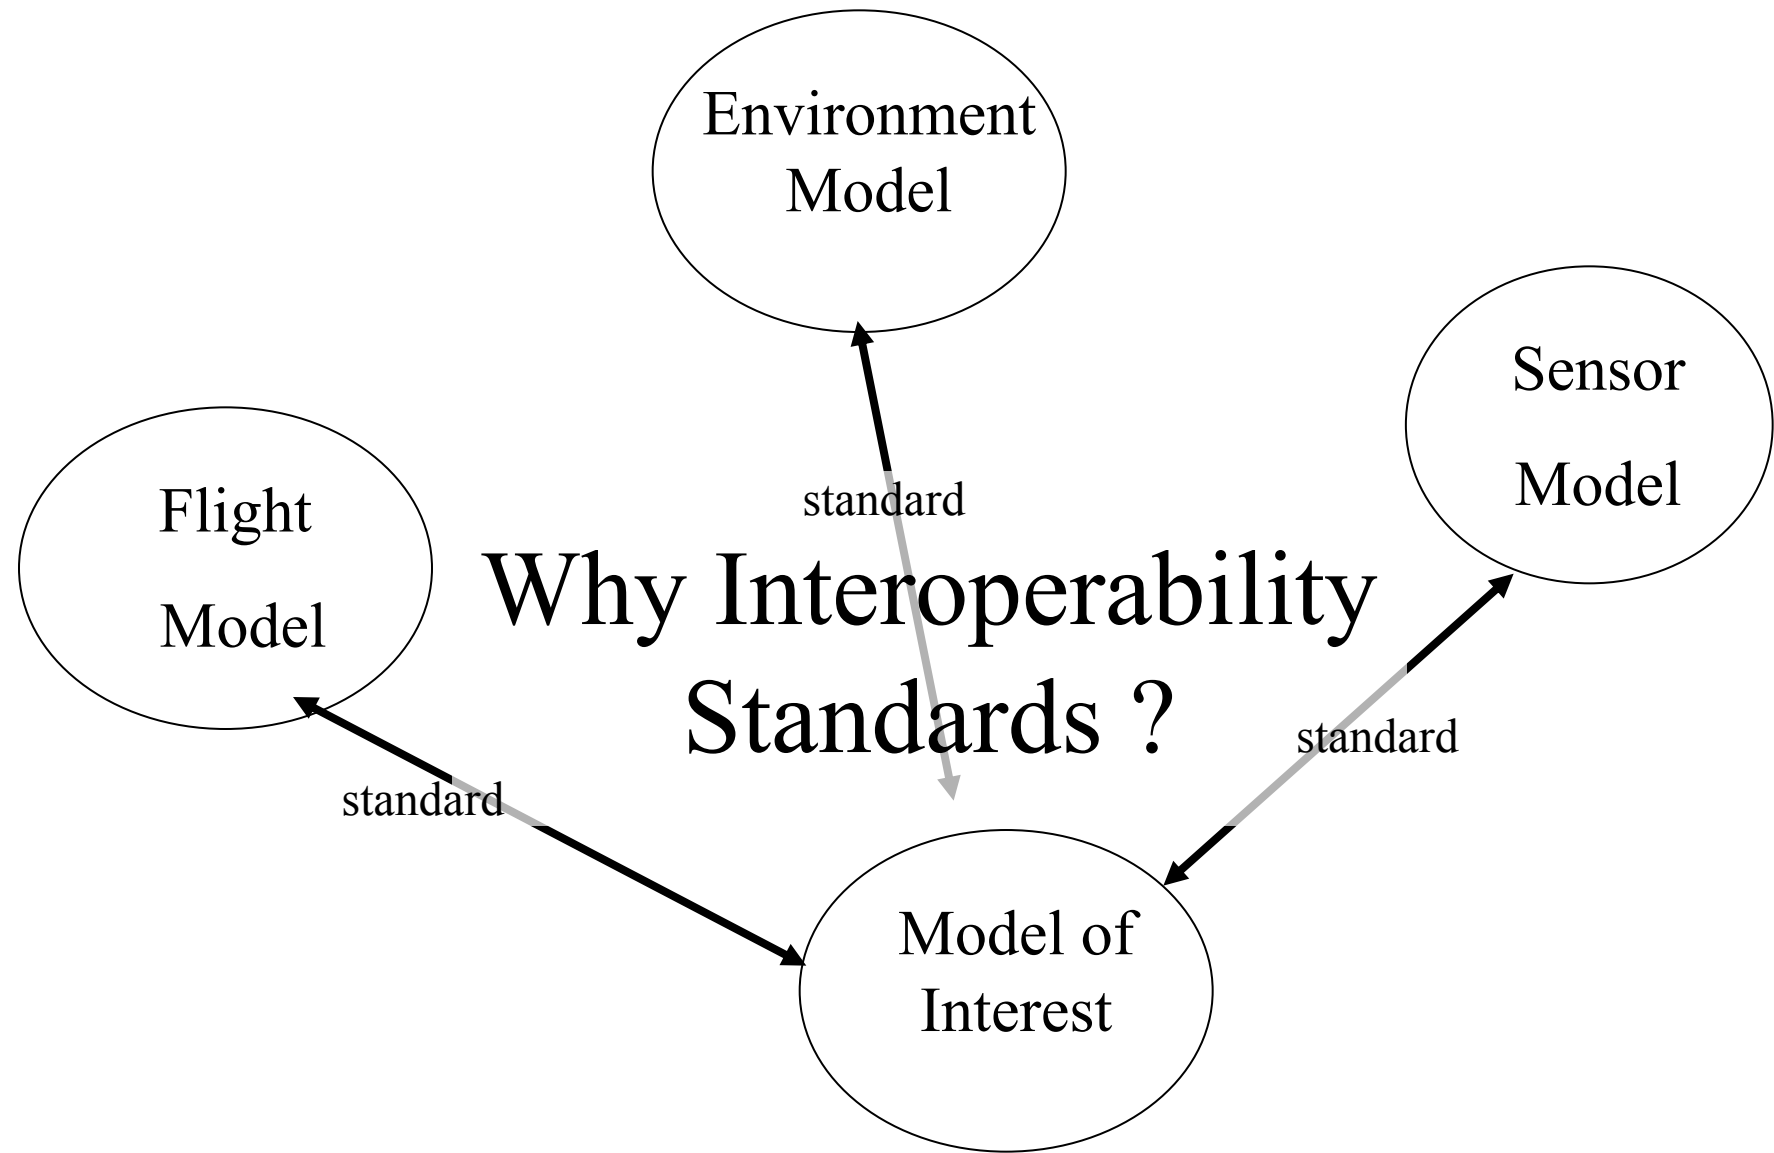 Environment
Model
Sensor
Model
Flight
Model
standard
Why Interoperability
Standards ?
standard
standard
Model of
Interest